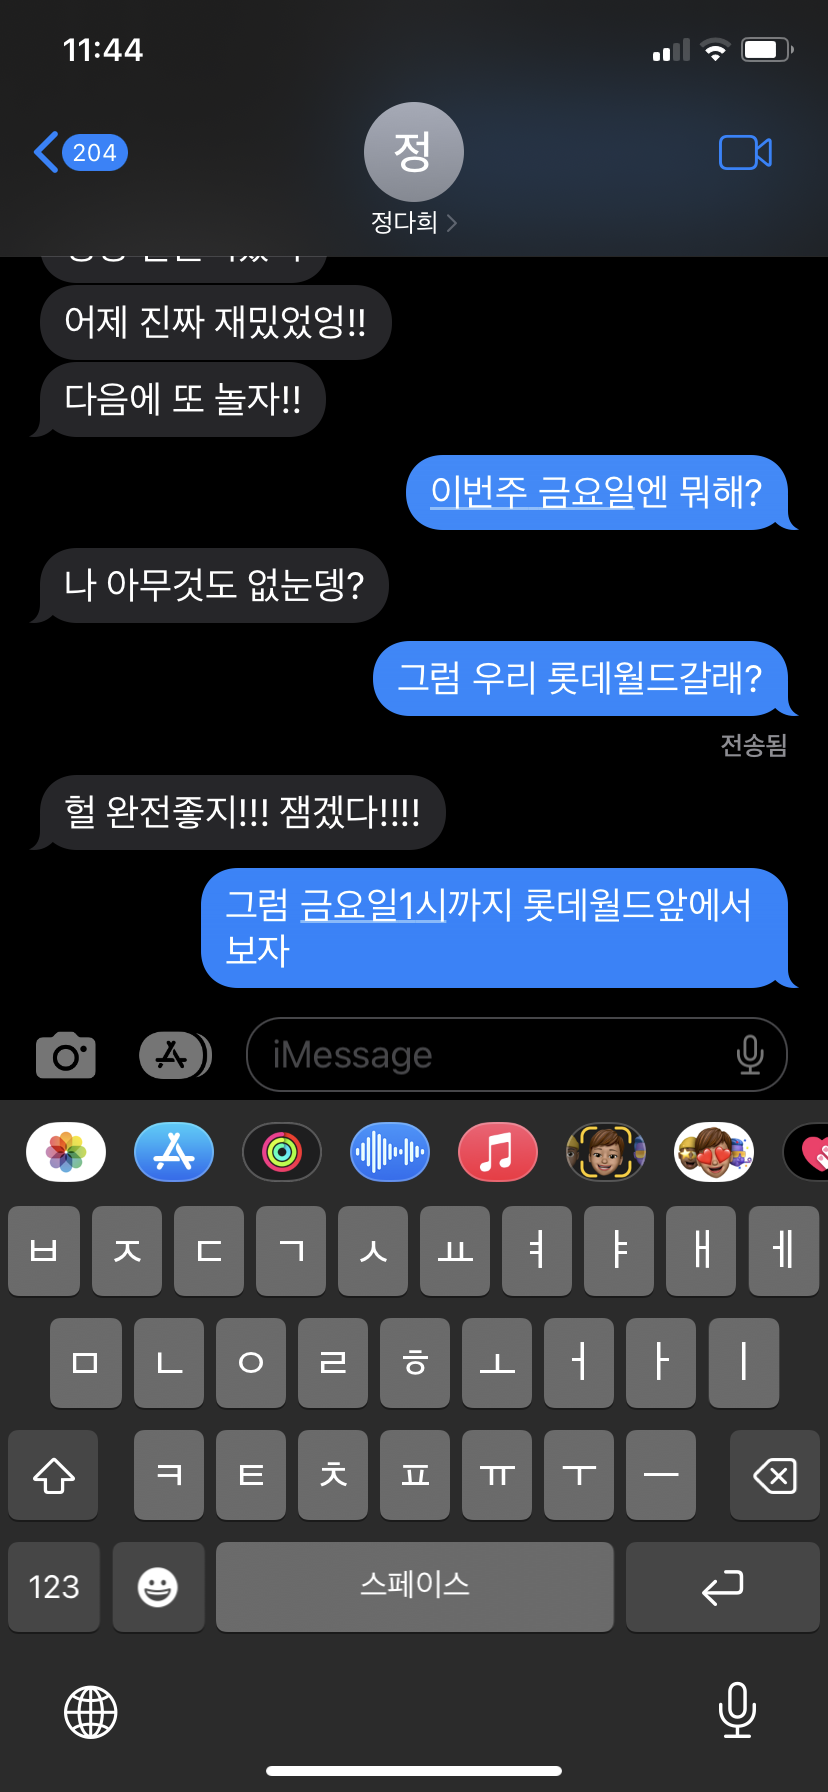 11:44
204
정
정다희
어제 진짜 재밌었엉!!
다음에 또 놀자!!
이번주 금요일엔 뭐해?
나 아무것도 없눈뎅?
그럼 우리 롯데월드갈래?
전송됨
헐 완전좋지!!! 잼겠다!!!!
그럼 금요일1시까지 롯데월드앞에서
보자
iMessage
ㅂ ㅈ ㄷ ㄱ ㅅ ㅛ ㅕ ㅑ ㅐ ㅔ
ㅁ ㄴ ㅇ ㄹ ㅎ ㅗ ㅓ ㅏ ㅣ
ㅋ ㅌ ㅊ ㅍ ㅠ ㅜ ㅡ
123 스페이스